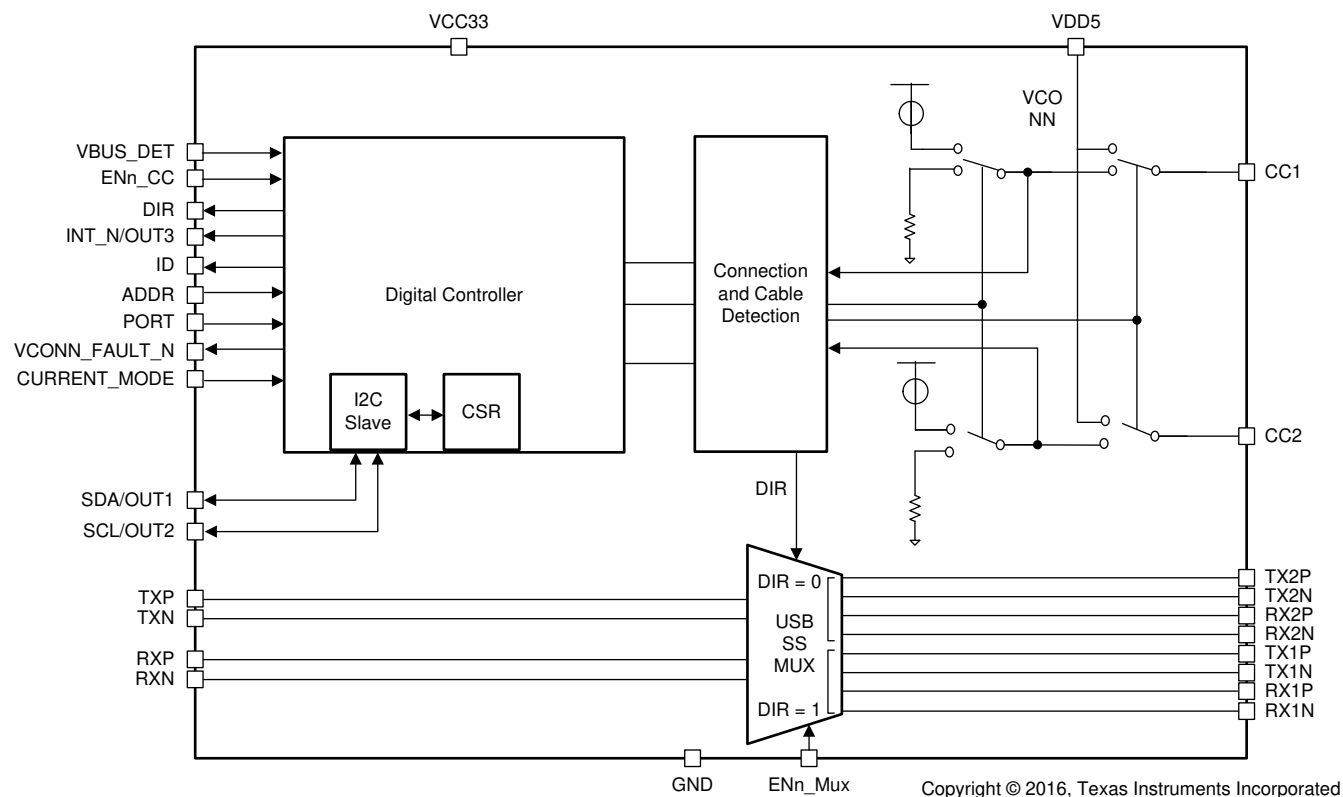 VCC33
VDD5
VCO
NN
VBUS_DET
ENn_CC
DIR
INT_N/OUT3
ID
ADDR
PORT
VCONN_FAULT_N
CURRENT_MODE
Digital Controller
I2C
Slave
CSR
Connection
and Cable
Detection
CC1
CC2
SDA/OUT1
SCL/OUT2
DIR
TXP
TXN
RXP
RXN
DIR = 0
USB
SS
MUX
DIR = 1
TX2P
TX2N
RX2P
RX2N
TX1P
TX1N
RX1P
RX1N
GND
ENn_Mux
Copyright © 2016, Texas Instruments Incorporated